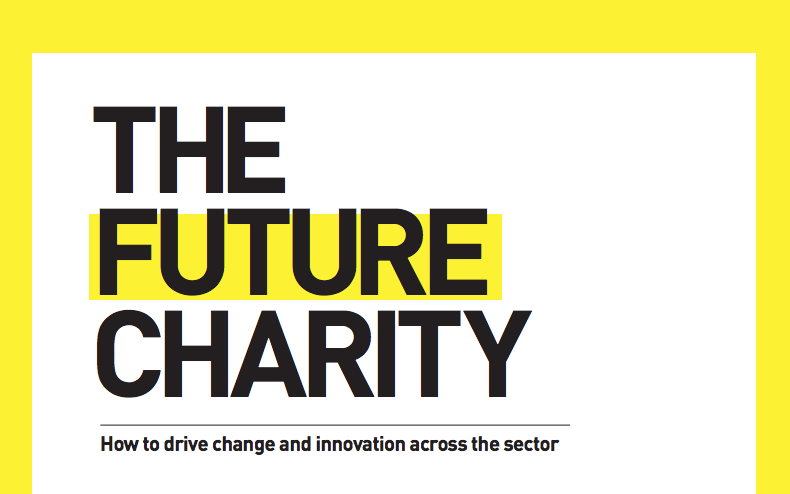 THE
FUTURE
CHARITY
How to drive change and innovation across the sector